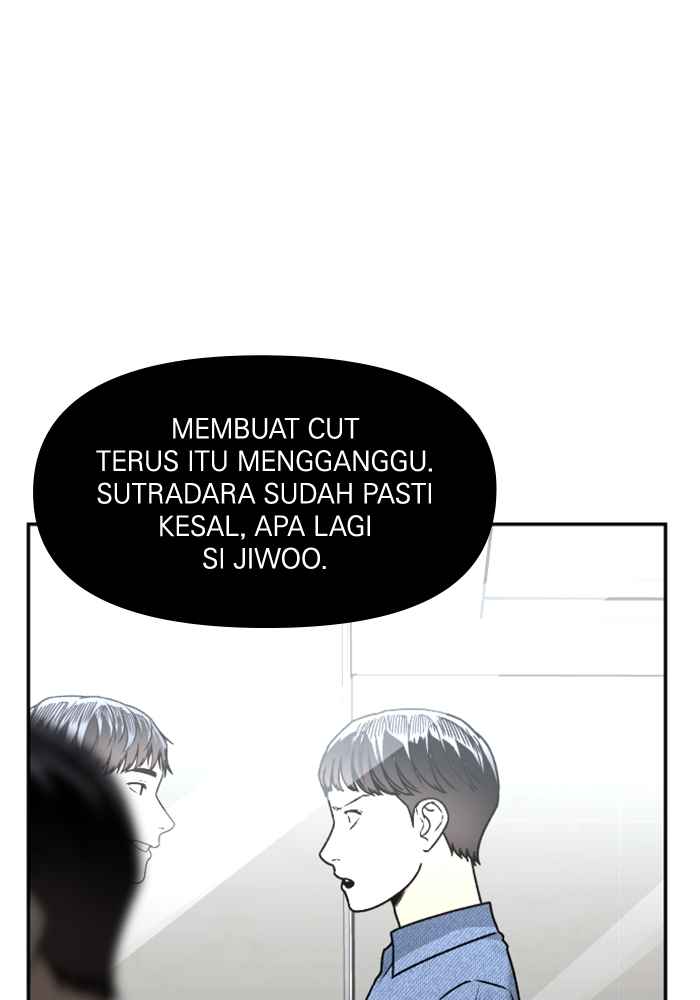 MEMBUAT CUT
TERUS ITU MENGGANGGU.
SUTRADARA SUDAH PASTI
KESAL, APA LAGI
SI JIWOO.